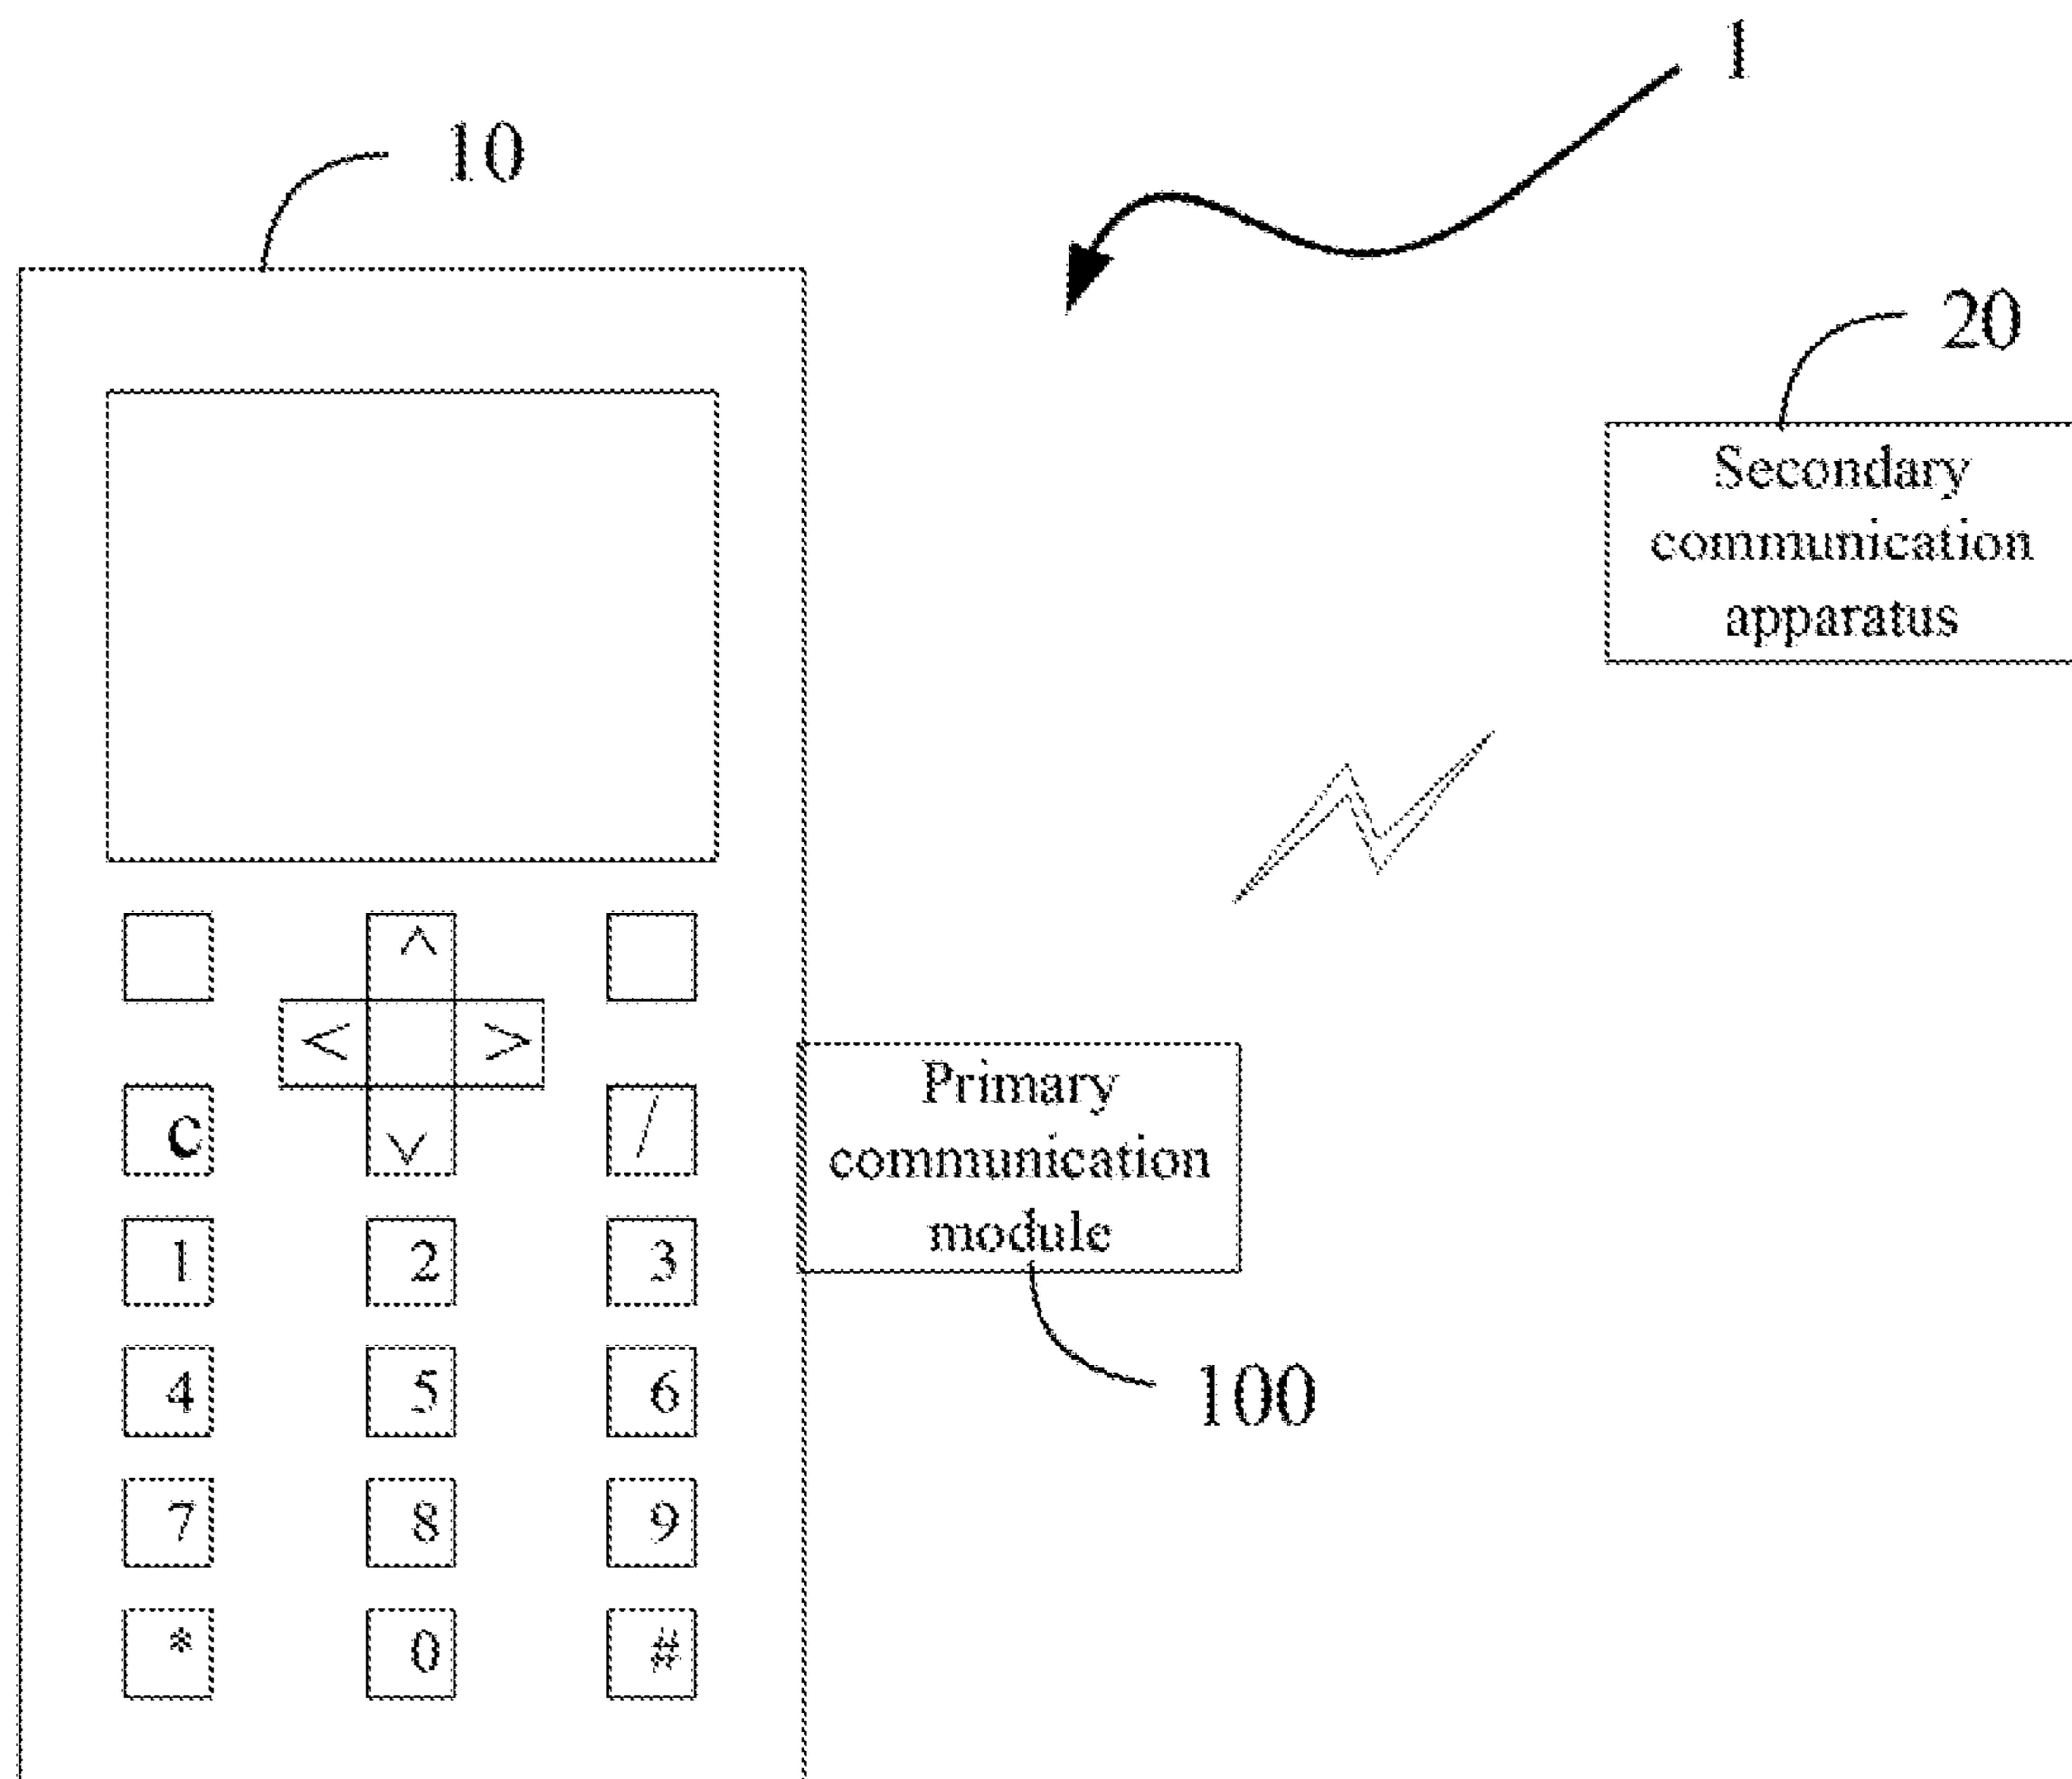 1
10
20
Secondary
communication
apparatus
^
< >
C
/
Primary
communication
module
1 2 3
4 5 6
100
7 8 9
* 0 #